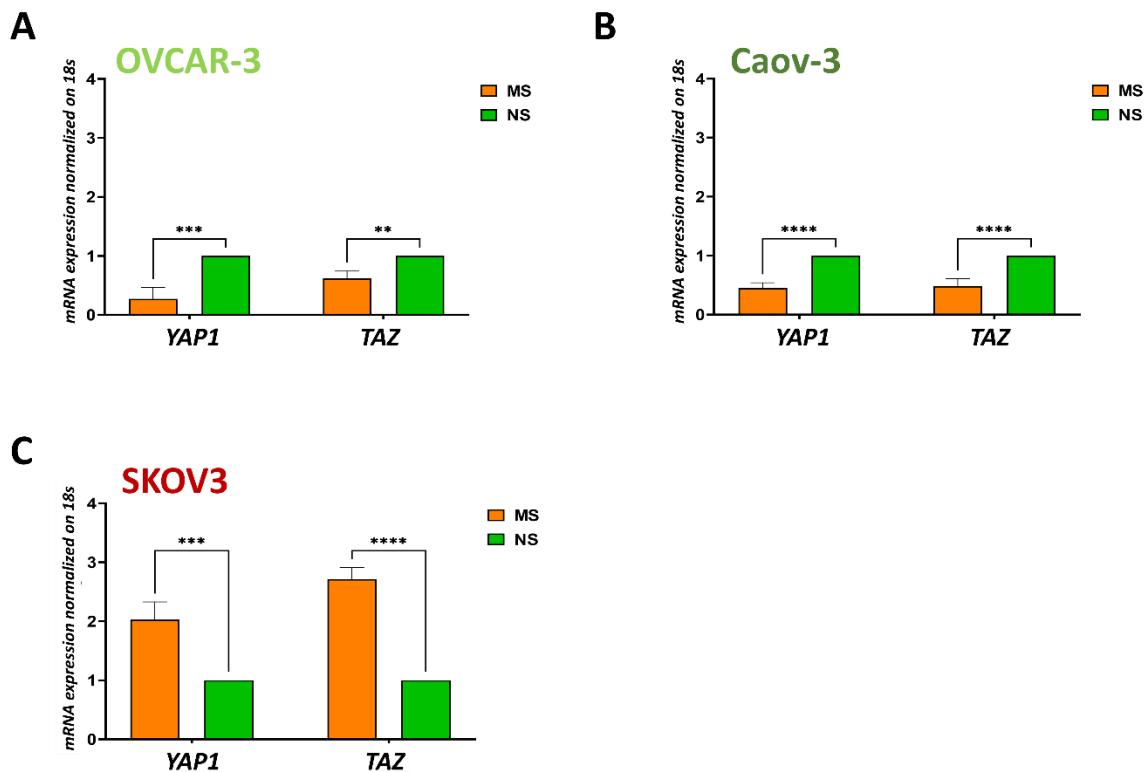 A
OVCAR-3
mRNA expression normalized on 18s
4
3
2
1
0
***
**
YAP1
TAZ
MS
NS
B
Caov-3
mRNA expression normalized on 18s
4
3
2
1
0
****
****
YAP1
TAZ
MS
NS
C
SKOV3
mRNA expression normalized on 18s
4
3
2
1
0
***
****
YAP1
TAZ
MS
NS